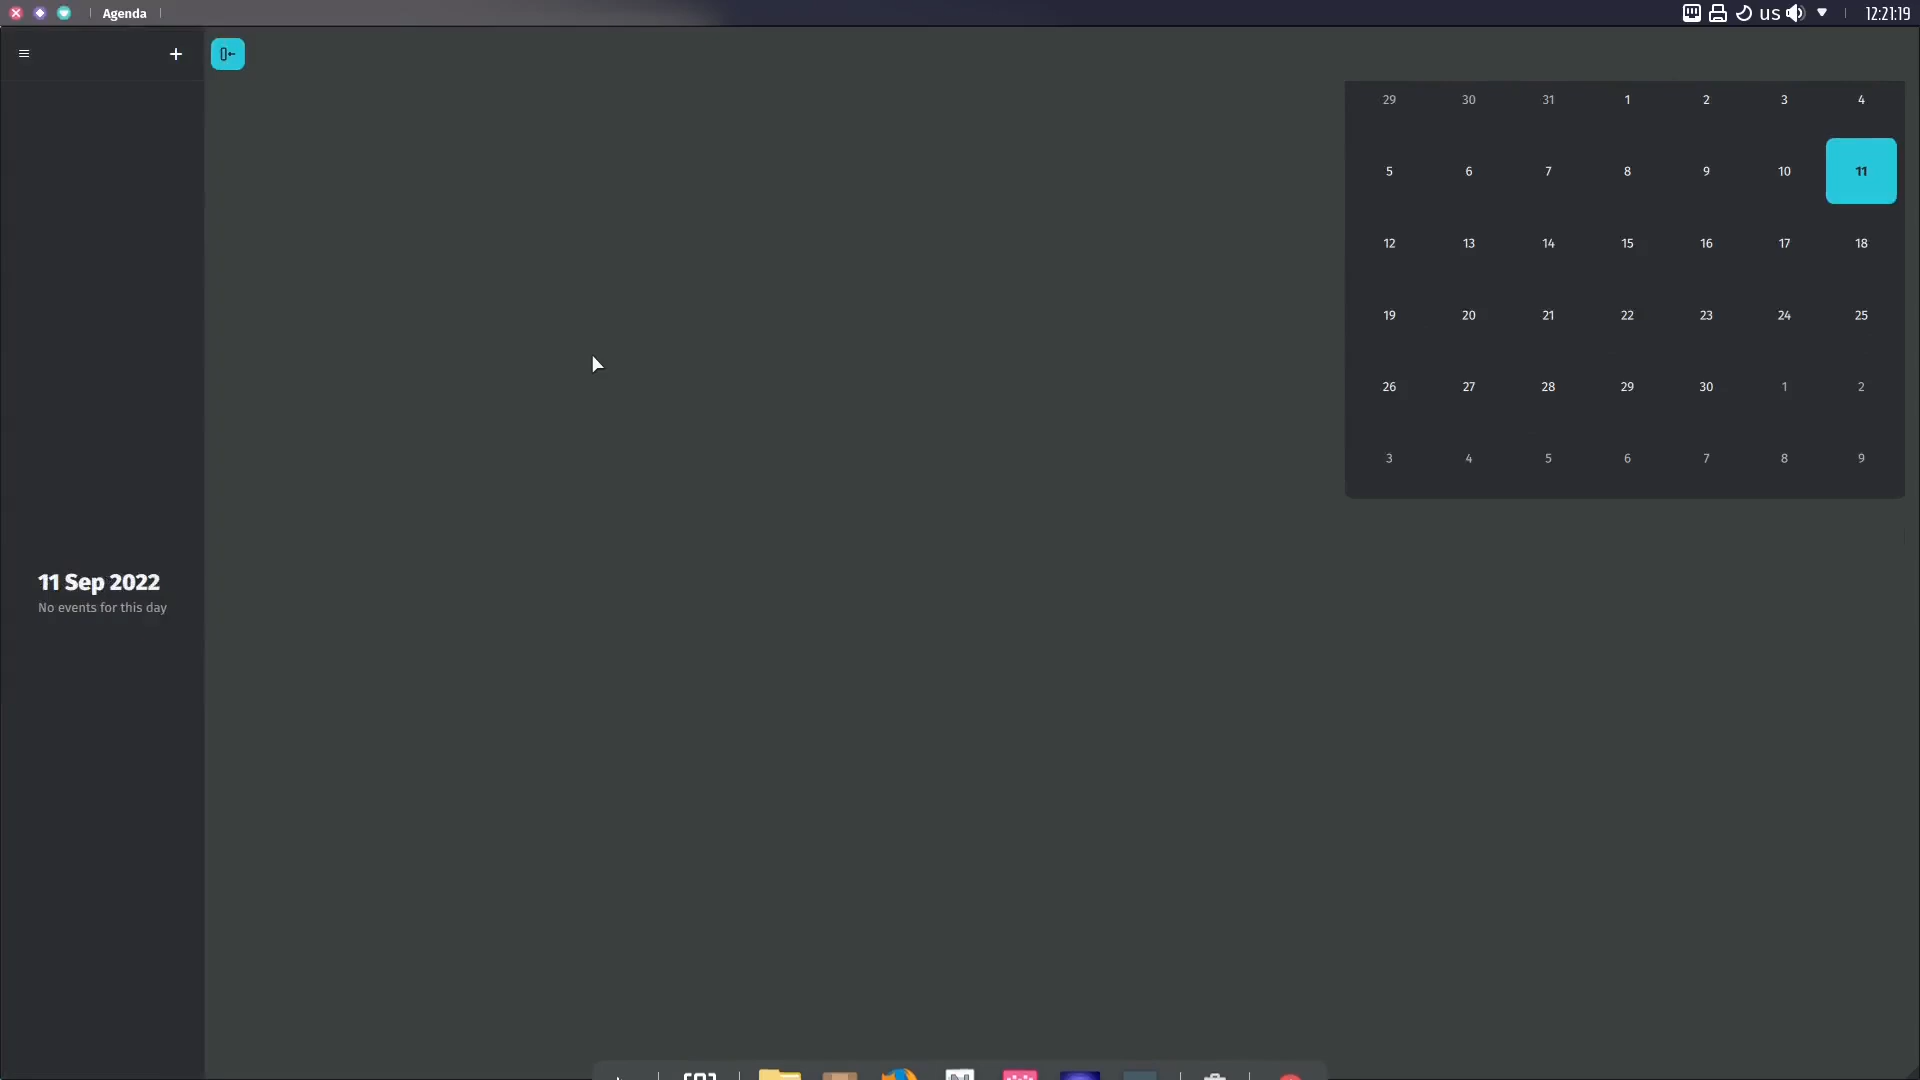 Agenda
us
12:21:19
29 30 31 1 2 3 4
5 6 7 8 9 10 11
12 13 14 15 16 17 18
19 20 21 22 23 24 25
26 27 28 29 30 1 2
3 4 5 6 7 8 9
11 Sep 2022
No events for this day